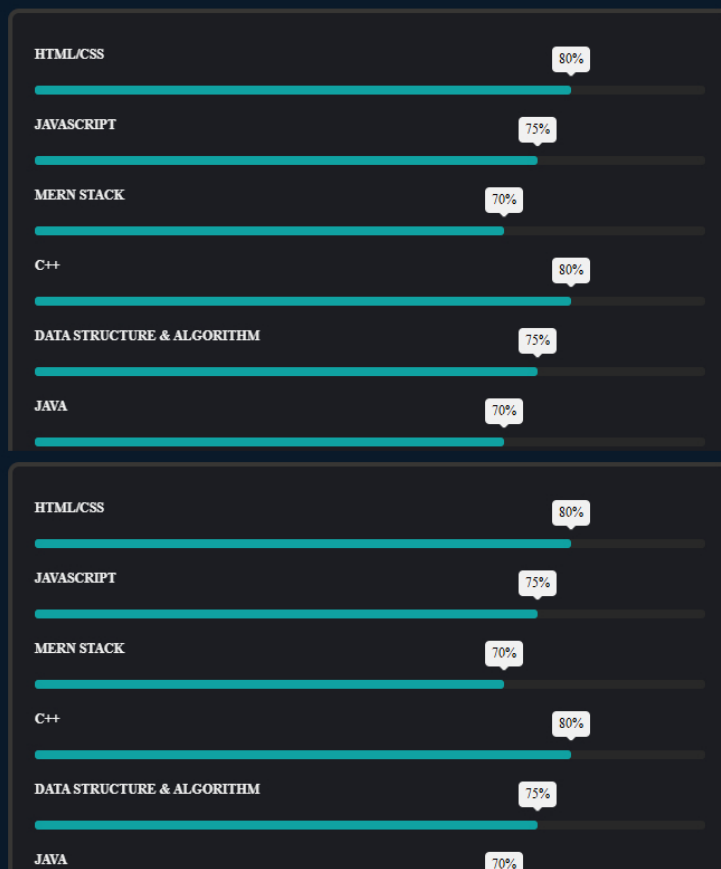 HTML/CSS
80%
JAVASCRIPT
75%
MERN STACK
70%
C++
80%
DATA STRUCTURE & ALGORITHM
75%
JAVA
70%
HTML/CSS
80%
JAVASCRIPT
75%
MERN STACK
70%
C++
80%
DATA STRUCTURE & ALGORITHM
75%
JAVA
70%